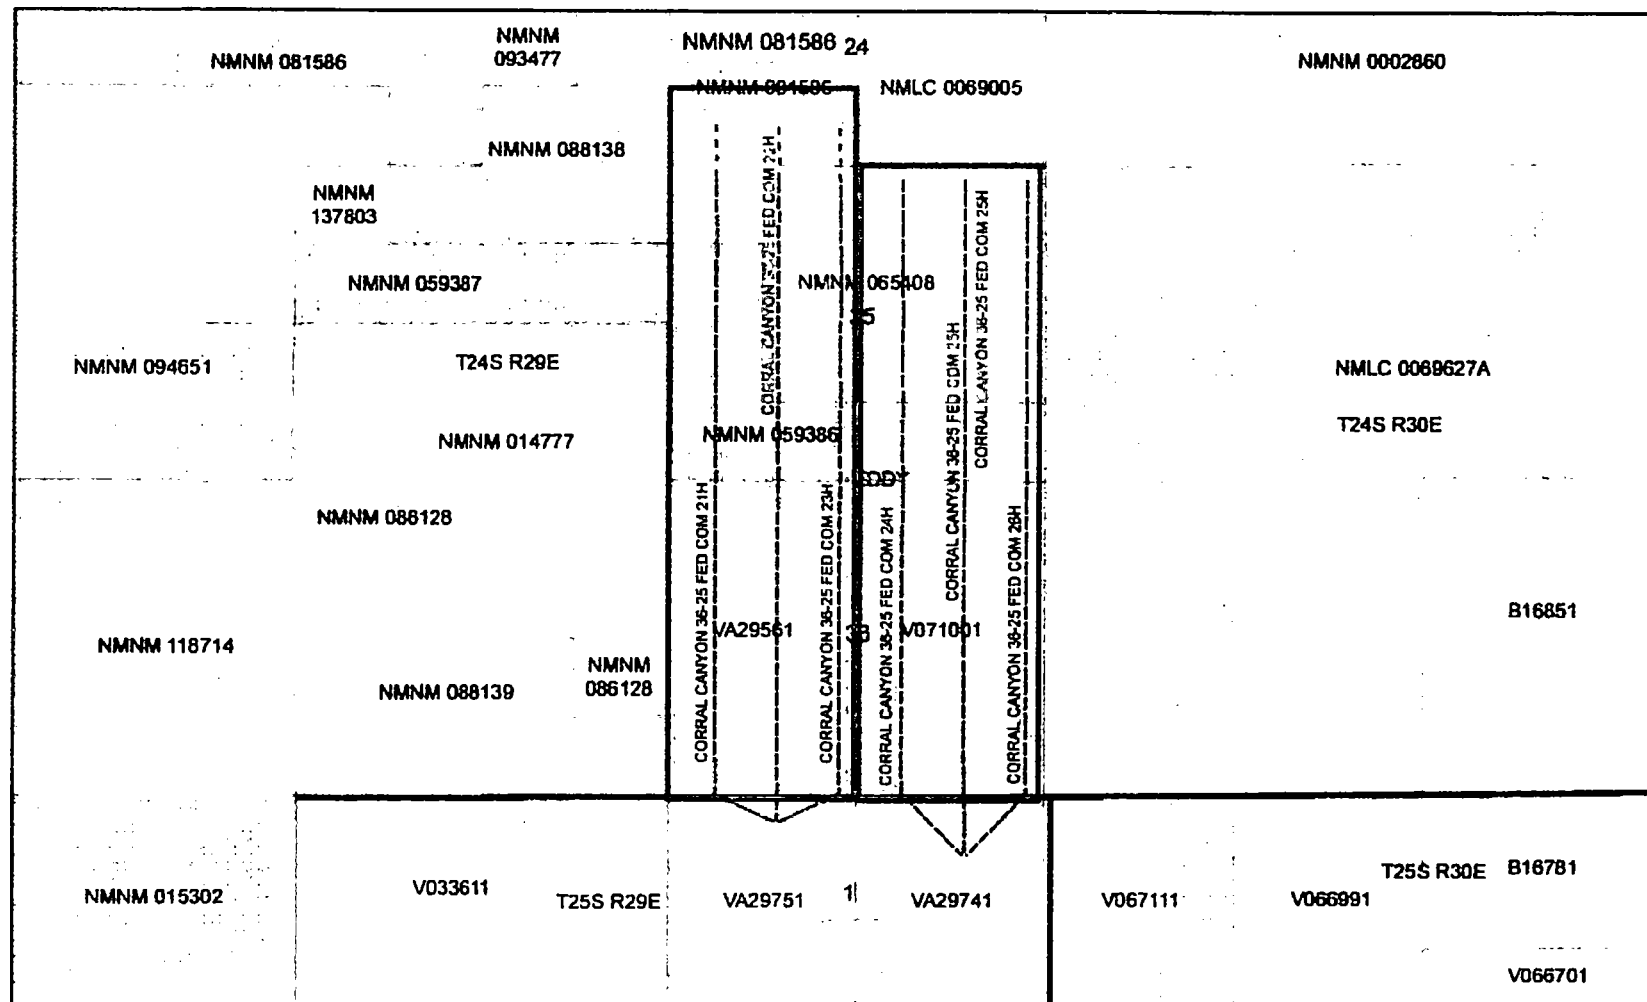 NMNM 081586
NMNM
093477
NMNM 081586 24
NMNM 0002860
NMLC 0069005
NMNM 088138
NMNM
137803
NMNM 059387
NMNM 065408
T24S R29E
NMNM 094651
NMLC 0069627A
T24S R30E
NMNM 014777
NMNM 059386
NMNM 086128
CORRAL CANYON 36-25 FED COM 21H
CORRAL CANYON 36-25 FED COM 22H
CORRAL CANYON 36-25 FED COM 23H
CORRAL CANYON 36-25 FED COM 24H
CORRAL CANYON 36-25 FED COM 25H
CORRAL CANYON 36-25 FED COM 25H
CORRAL CANYON 36-25 FED COM 26H
VA29561
36
V071001
B16851
NMNM 118714
NMNM
086128
NMNM 088139
NMNM 015302
V033611
T25S R29E
VA29751
1
VA29741
V067111
V066991
T25S R30E
B16781
V066701